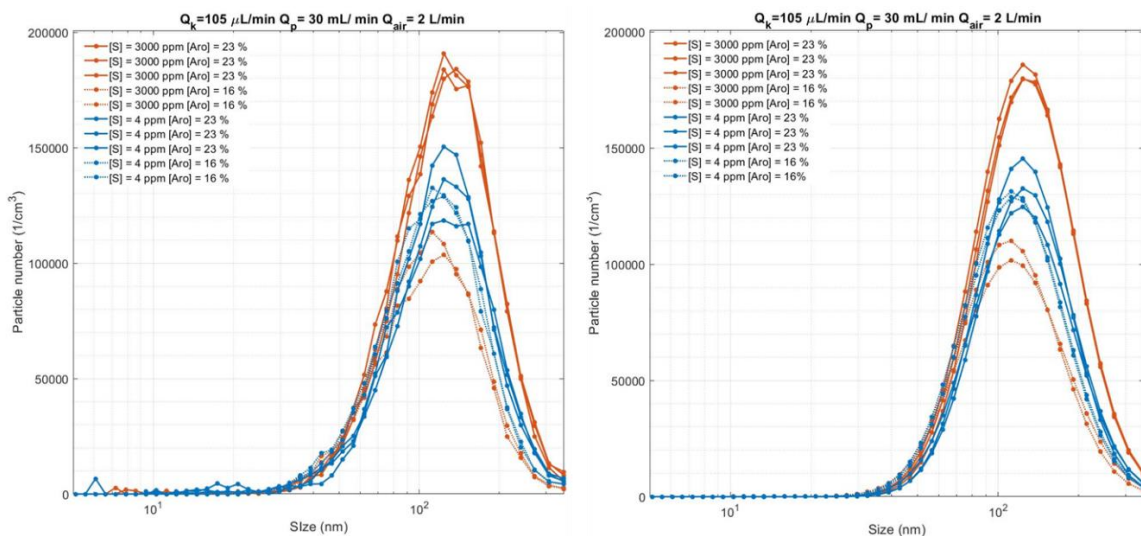 Q_k=105 μL/min Q_p= 30 mL/ min Q_air= 2 L/min
200000
[S] = 3000 ppm [Aro] = 23 %
[S] = 3000 ppm [Aro] = 23 %
[S] = 3000 ppm [Aro] = 23 %
[S] = 3000 ppm [Aro] = 16 %
[S] = 3000 ppm [Aro] = 16 %
[S] = 4 ppm [Aro] = 23 %
[S] = 4 ppm [Aro] = 23 %
[S] = 4 ppm [Aro] = 23 %
[S] = 4 ppm [Aro] = 16 %
[S] = 4 ppm [Aro] = 16 %
150000
100000
50000
0
Particle number (1/cm³)
10¹
10²
SIze (nm)
Q_k=105 μL/min Q_p= 30 mL/ min Q_air= 2 L/min
200000
[S] = 3000 ppm [Aro] = 23 %
[S] = 3000 ppm [Aro] = 23 %
[S] = 3000 ppm [Aro] = 23 %
[S] = 3000 ppm [Aro] = 16 %
[S] = 3000 ppm [Aro] = 16 %
[S] = 4 ppm [Aro] = 23 %
[S] = 4 ppm [Aro] = 23 %
[S] = 4 ppm [Aro] = 23 %
[S] = 4 ppm [Aro] = 16 %
[S] = 4 ppm [Aro] = 16%
150000
100000
50000
0
Particle number (1/cm³)
10¹
10²
Size (nm)